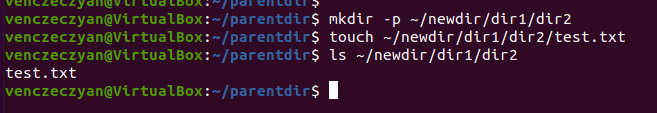 venczeczyan@VirtualBox:~/parentdir$ mkdir -p ~/newdir/dir1/dir2
venczeczyan@VirtualBox:~/parentdir$ touch ~/newdir/dir1/dir2/test.txt
venczeczyan@VirtualBox:~/parentdir$ ls ~/newdir/dir1/dir2
test.txt
venczeczyan@VirtualBox:~/parentdir$